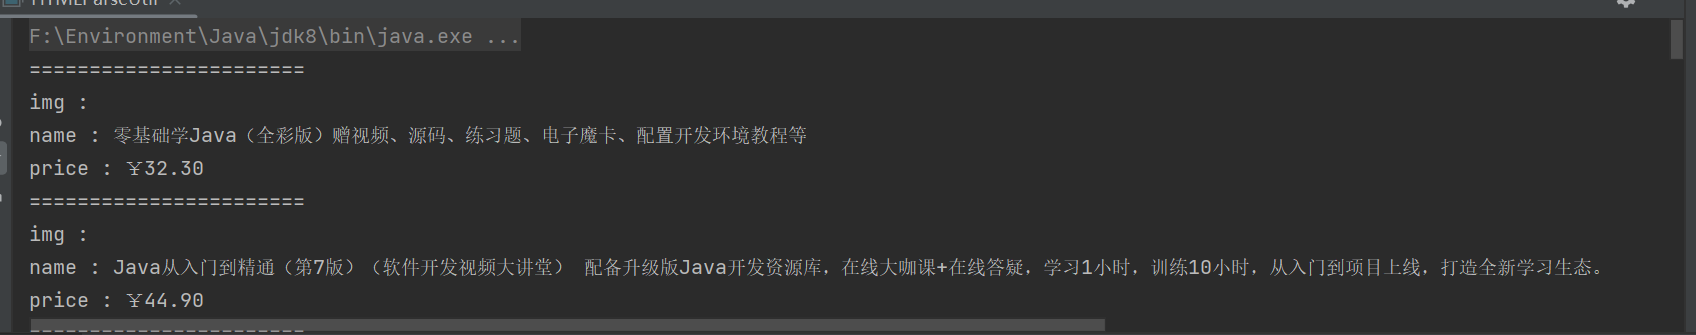 HTMLParseUtil ×
F:\Environment\Java\jdk8\bin\java.exe ...
=======================
img :
name : 零基础学Java（全彩版）赠视频、源码、练习题、电子魔卡、配置开发环境教程等
price : ￥32.30
=======================
img :
name : Java从入门到精通（第7版）（软件开发视频大讲堂） 配备升级版Java开发资源库，在线大咖课+在线答疑，学习1小时，训练10小时，从入门到项目上线，打造全新学习生态。
price : ￥44.90
=======================